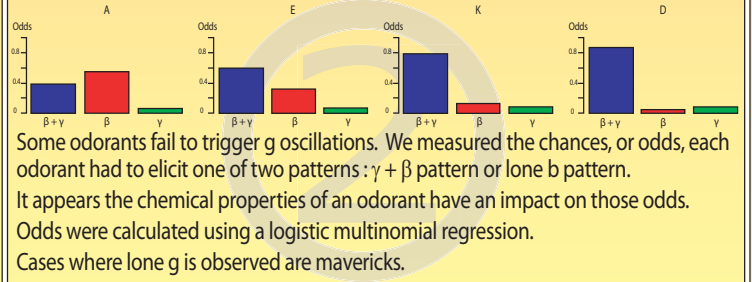 A E K D
Odds Odds Odds Odds
0.8 0.8 0.8 0.8
0.4 0.4 0.4 0.4
0 0 0 0
β + γ β γ β + γ β γ β + γ β γ β + γ β γ
Some odorants fail to trigger g oscillations. We measured the chances, or odds, each
odorant had to elicit one of two patterns : γ + β pattern or lone b pattern.
It appears the chemical properties of an odorant have an impact on those odds.
Odds were calculated using a logistic multinomial regression.
Cases where lone g is observed are mavericks.
2